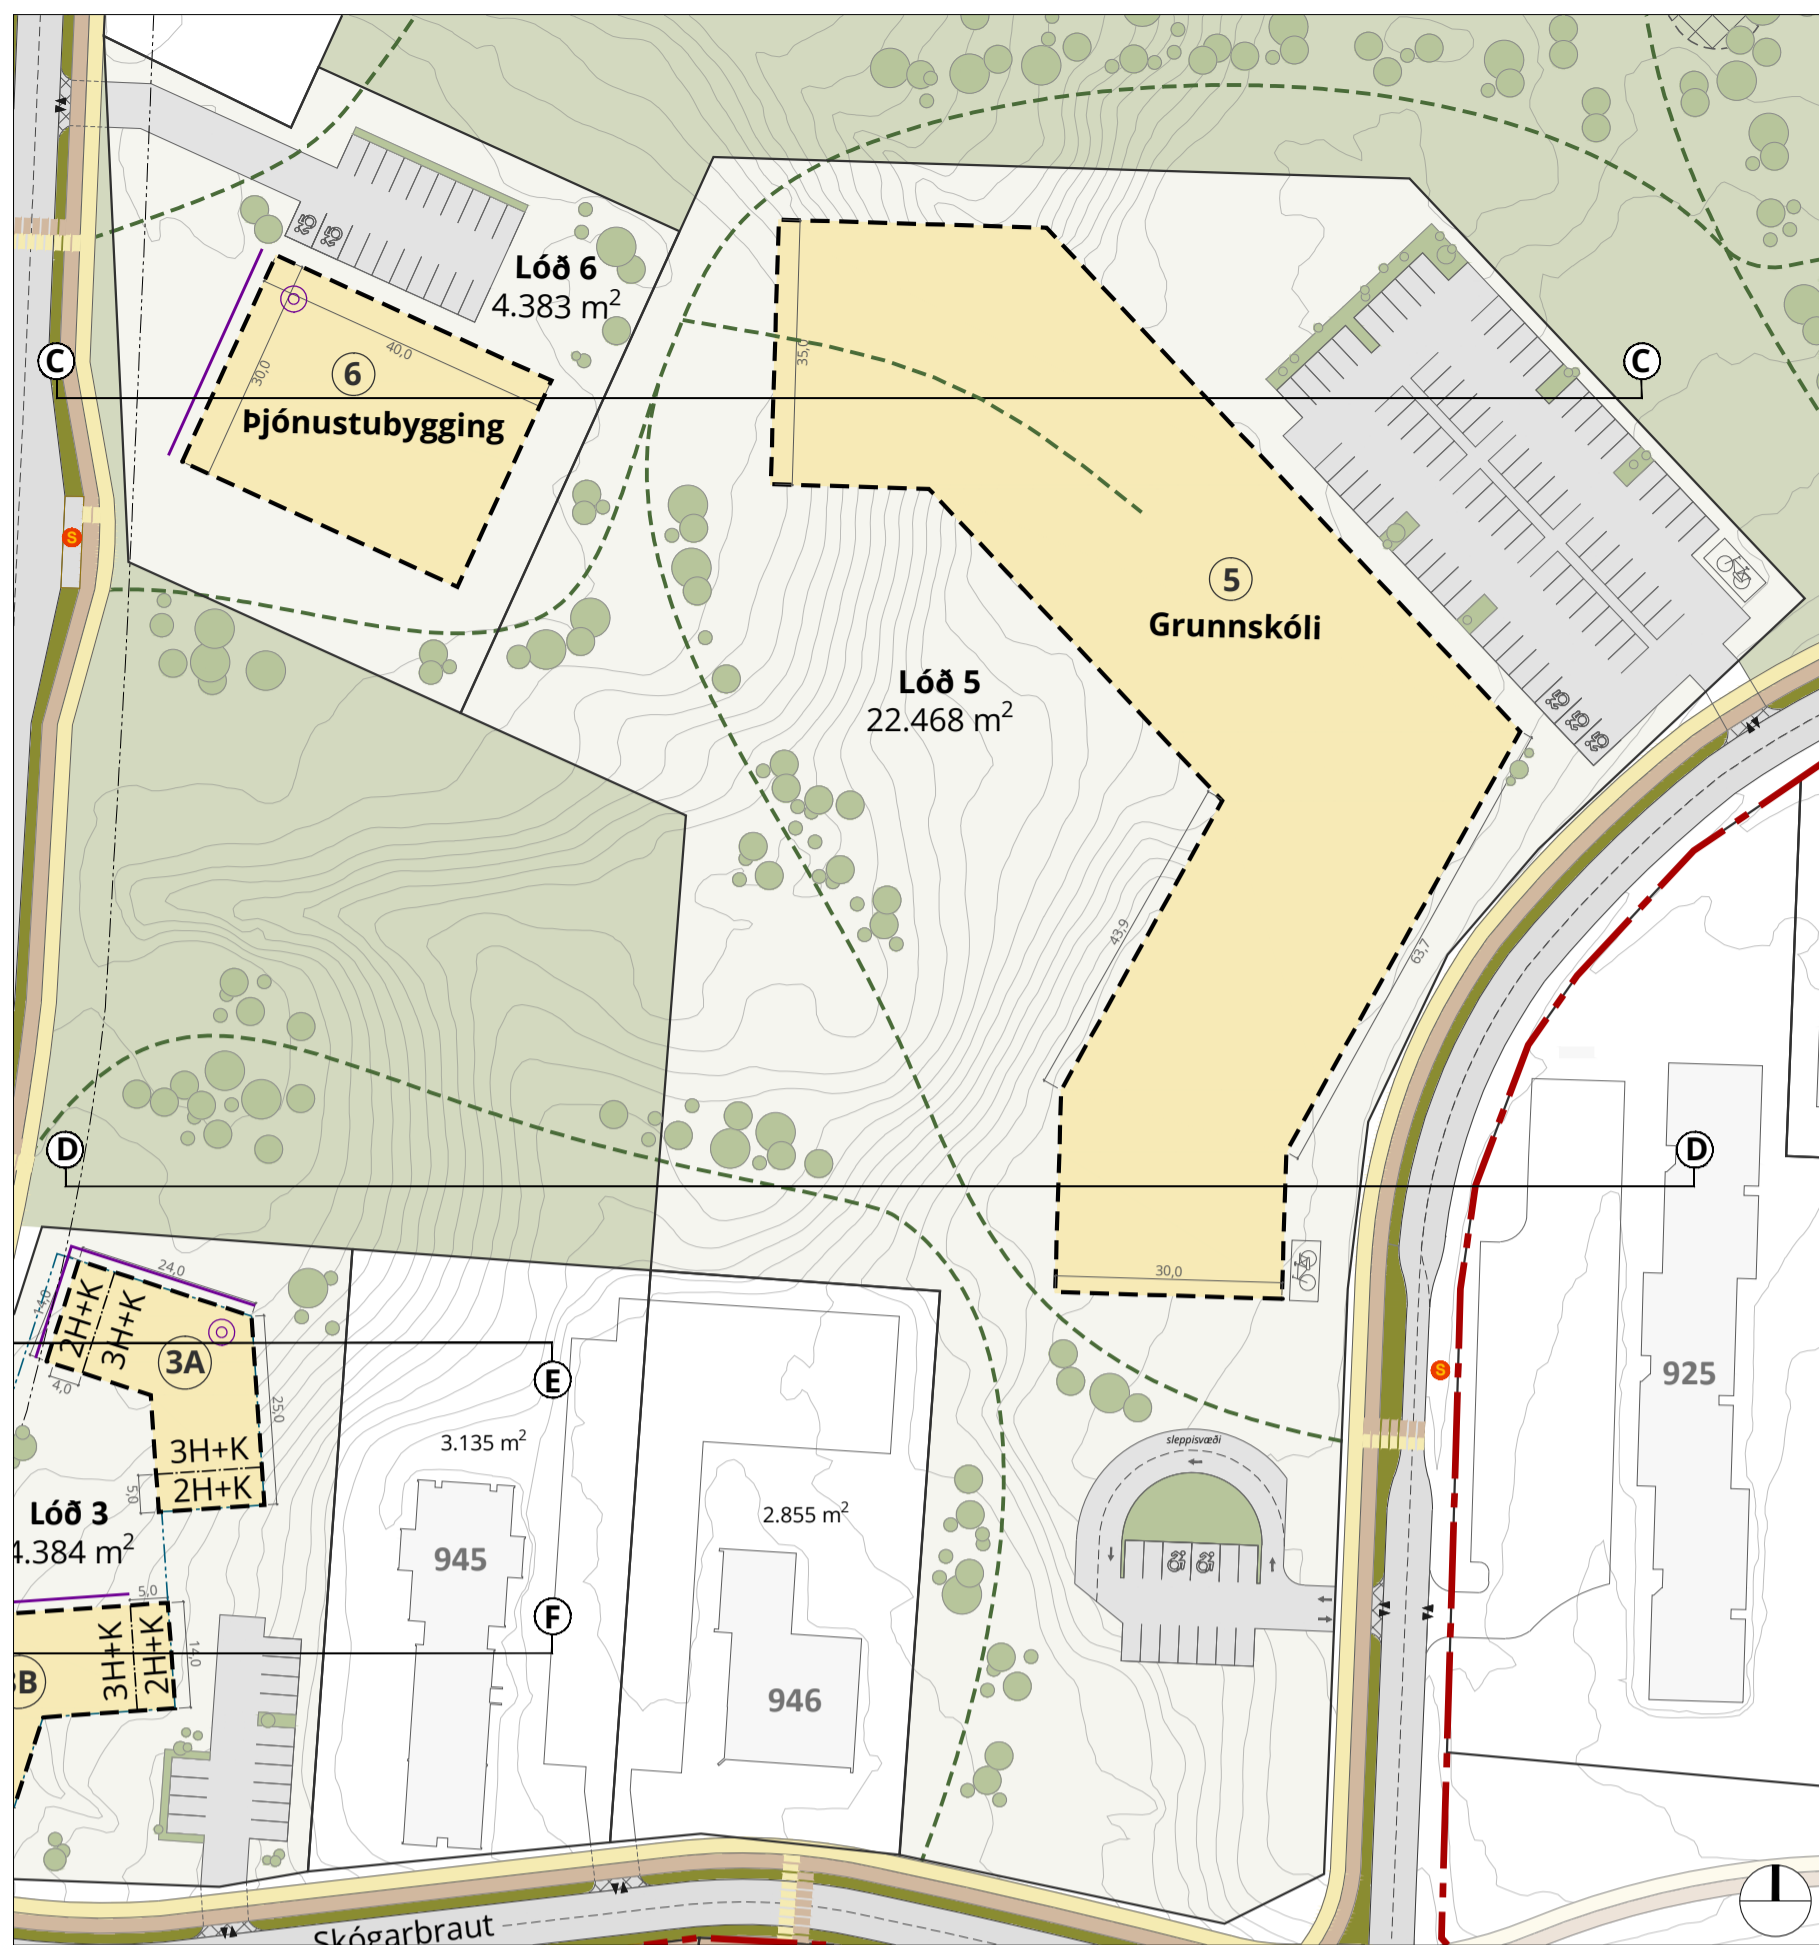 Lóð 6
4.383 m²
C
C
40,0
30,0
6
Þjónustubygging
35,0
S
5
Grunnskóli
Lóð 5
22.468 m²
43,9
63,7
D
D
30,0
24,0
14,0
2H+K
3H+K
3A
4,0
25,0
E
S
925
3.135 m²
sleppisvæði
3H+K
2H+K
5,0
Lóð 3
4.384 m²
2.855 m²
945
5,0
F
3H+K
2H+K
14,0
3B
946
Skógarbraut